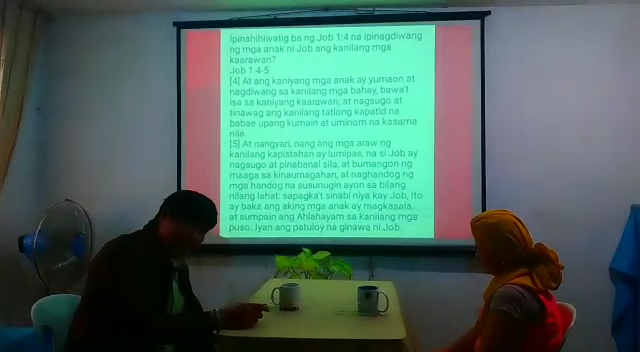 Ipinahihiwatig ba ng Job 1:4 na Ipinagdiwang
ng mga anak ni Job ang kanilang mga
kaarawan?
Job 1:4-5
[4] At ang kaniyang mga anak ay yumaon at
nagdiwang sa kanilang mga bahay, bawa't
isa sa kaniyang kaarawan; at nagsugo at
tinawag ang kanilang tatlong kapatid na
babae upang kumain at uminom na kasama
nila.
[5] At nangyari, nang ang mga araw ng
kanilang kapistahan ay lumipas, na si Job ay
nagsugo at pinabanal sila, at bumangon ng
maaga sa kinaumagahan, at naghandog ng
mga handog na susunugin ayon sa bilang
nilang lahat: sapagka't sinabi niya kay Job, Ito
ay baka ang aking mga anak ay magkasala,
at sumpain ang Ahlahayam sa kanilang mga
puso. Iyan ang patuloy na ginawa ni Job.